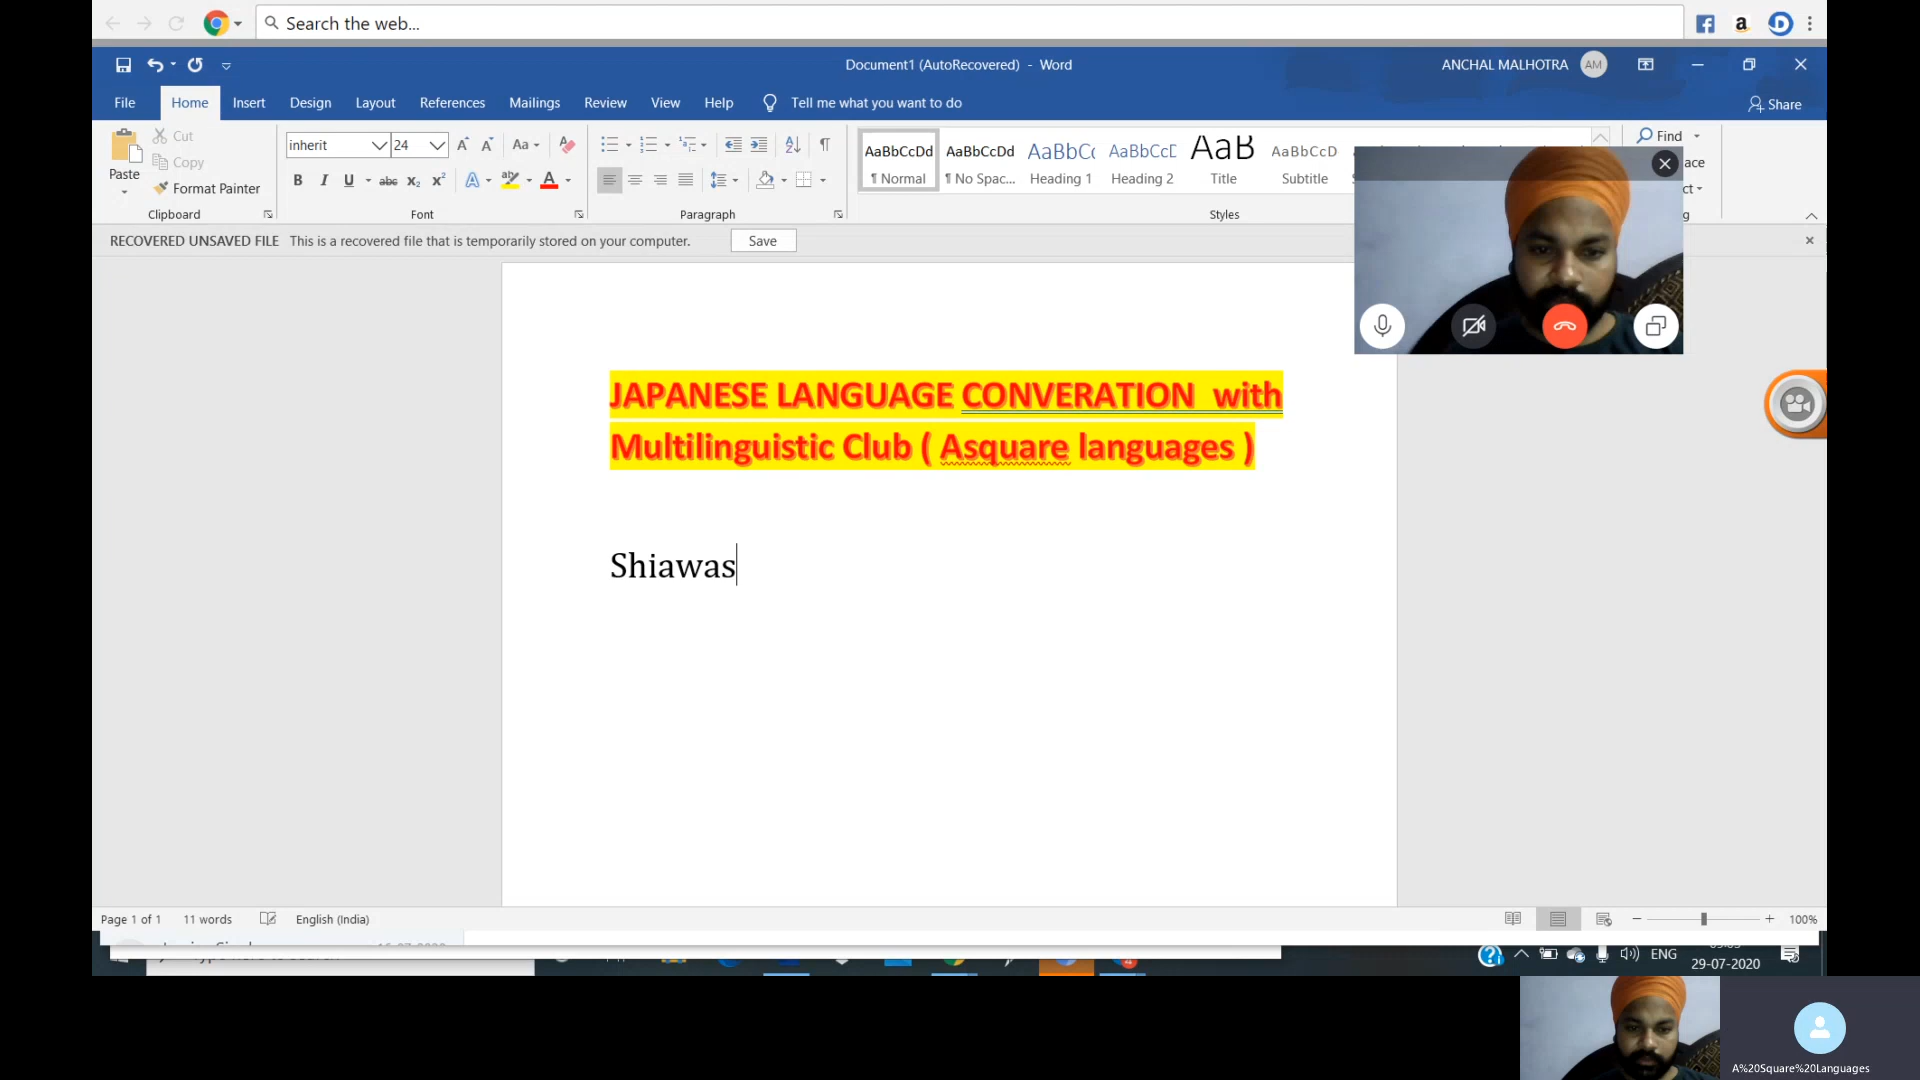 Search the web...
Document1 (AutoRecovered) - Word
ANCHAL MALHOTRA AM
File Home Insert Design Layout References Mailings Review View Help Tell me what you want to do
Share
Paste
Cut
Copy
Format Painter
Clipboard
inherit 24
Font
Paragraph
AaBbCcDd AaBbCcDd AaBbCc AaBbCcE AaB AaBbCcD
¶ Normal ¶ No Spac... Heading 1 Heading 2 Title Subtitle
Styles
Find
RECOVERED UNSAVED FILE This is a recovered file that is temporarily stored on your computer. Save
JAPANESE LANGUAGE CONVERATION with
Multilinguistic Club ( Asquare languages )
Shiawas
Page 1 of 1 11 words English (India)
100%
ENG
29-07-2020
A%20Square%20Languages